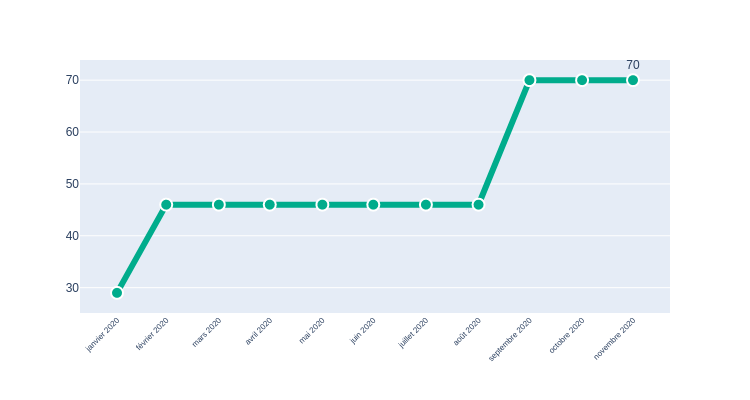 70
70
60
50
40
30
janvier 2020
février 2020
mars 2020
avril 2020
mai 2020
juin 2020
juillet 2020
août 2020
septembre 2020
octobre 2020
novembre 2020